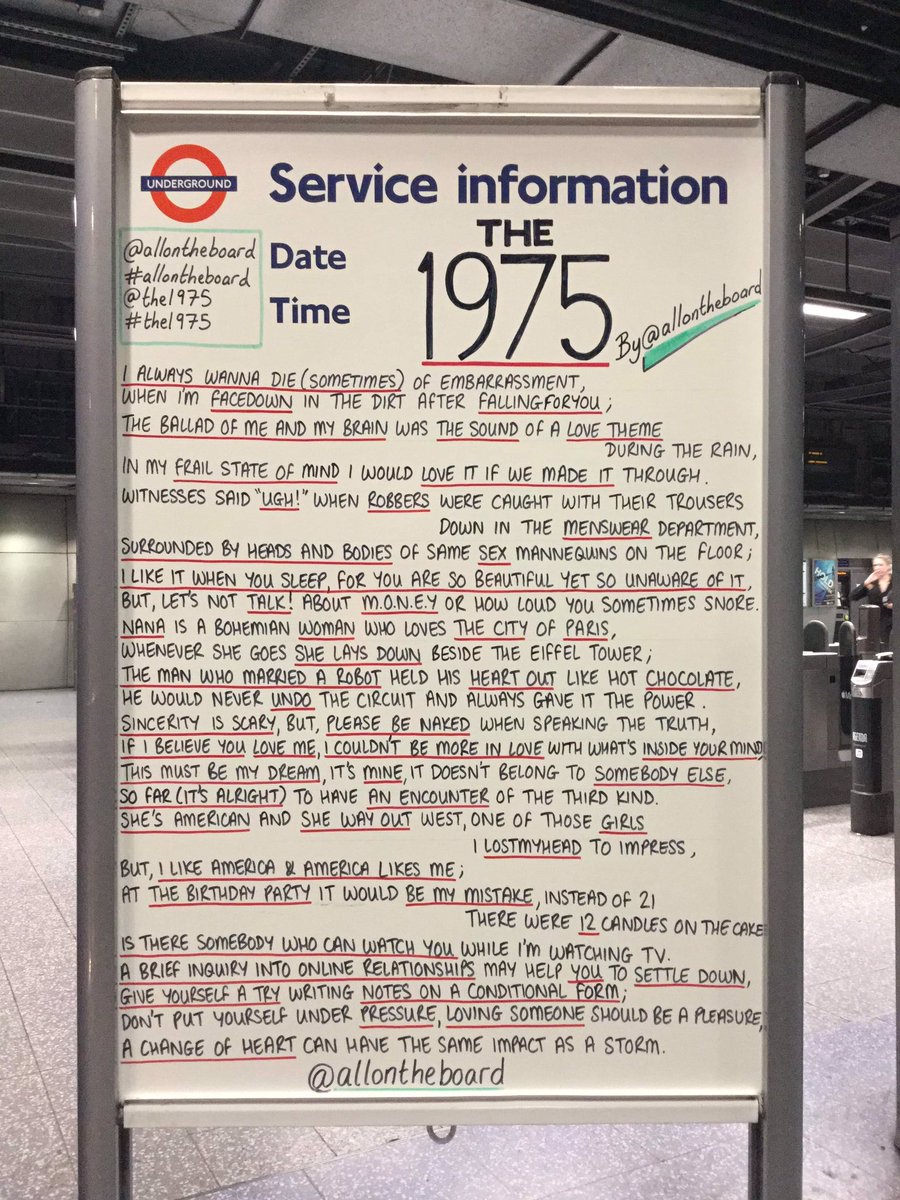 UNDERGROUND
Service information
@allontheboard
#allontheboard
@the1975
#the1975
Date
Time
THE
1975
By @allontheboard
I ALWAYS WANNA DIE (SOMETIMES) OF EMBARRASSMENT,
WHEN I'M FACEDOWN IN THE DIRT AFTER FALLINGFORYOU;
THE BALLAD OF ME AND MY BRAIN WAS THE SOUND OF A LOVE THEME
DURING THE RAIN,
IN MY FRAIL STATE OF MIND I WOULD LOVE IT IF WE MADE IT THROUGH.
WITNESSES SAID "UGH!" WHEN ROBBERS WERE CAUGHT WITH THEIR TROUSERS
DOWN IN THE MENSWEAR DEPARTMENT,
SURROUNDED BY HEADS AND BODIES OF SAME SEX MANNEQUINS ON THE FLOOR;
I LIKE IT WHEN YOU SLEEP, FOR YOU ARE SO BEAUTIFUL YET SO UNAWARE OF IT,
BUT, LET'S NOT TALK! ABOUT M.O.N.E.Y OR HOW LOUD YOU SOMETIMES SNORE.
NANA IS A BOHEMIAN WOMAN WHO LOVES THE CITY OF PARIS,
WHENEVER SHE GOES SHE LAYS DOWN BESIDE THE EIFFEL TOWER;
THE MAN WHO MARRIED A ROBOT HELD HIS HEART OUT LIKE HOT CHOCOLATE,
HE WOULD NEVER UNDO THE CIRCUIT AND ALWAYS GAVE IT THE POWER.
SINCERITY IS SCARY, BUT, PLEASE BE NAKED WHEN SPEAKING THE TRUTH,
IF I BELIEVE YOU LOVE ME, I COULDN'T BE MORE IN LOVE WITH WHAT'S INSIDE YOUR MIND;
THIS MUST BE MY DREAM, IT'S MINE, IT DOESN'T BELONG TO SOMEBODY ELSE,
SO FAR (IT'S ALRIGHT) TO HAVE AN ENCOUNTER OF THE THIRD KIND.
SHE'S AMERICAN AND SHE WAY OUT WEST, ONE OF THOSE GIRLS
I LOSTMYHEAD TO IMPRESS,
BUT, I LIKE AMERICA & AMERICA LIKES ME;
AT THE BIRTHDAY PARTY IT WOULD BE MY MISTAKE, INSTEAD OF 21
THERE WERE 12 CANDLES ON THE CAKE
IS THERE SOMEBODY WHO CAN WATCH YOU WHILE I'M WATCHING TV.
A BRIEF INQUIRY INTO ONLINE RELATIONSHIPS MAY HELP YOU TO SETTLE DOWN,
GIVE YOURSELF A TRY WRITING NOTES ON A CONDITIONAL FORM;
DON'T PUT YOURSELF UNDER PRESSURE, LOVING SOMEONE SHOULD BE A PLEASURE,
A CHANGE OF HEART CAN HAVE THE SAME IMPACT AS A STORM.
@allontheboard